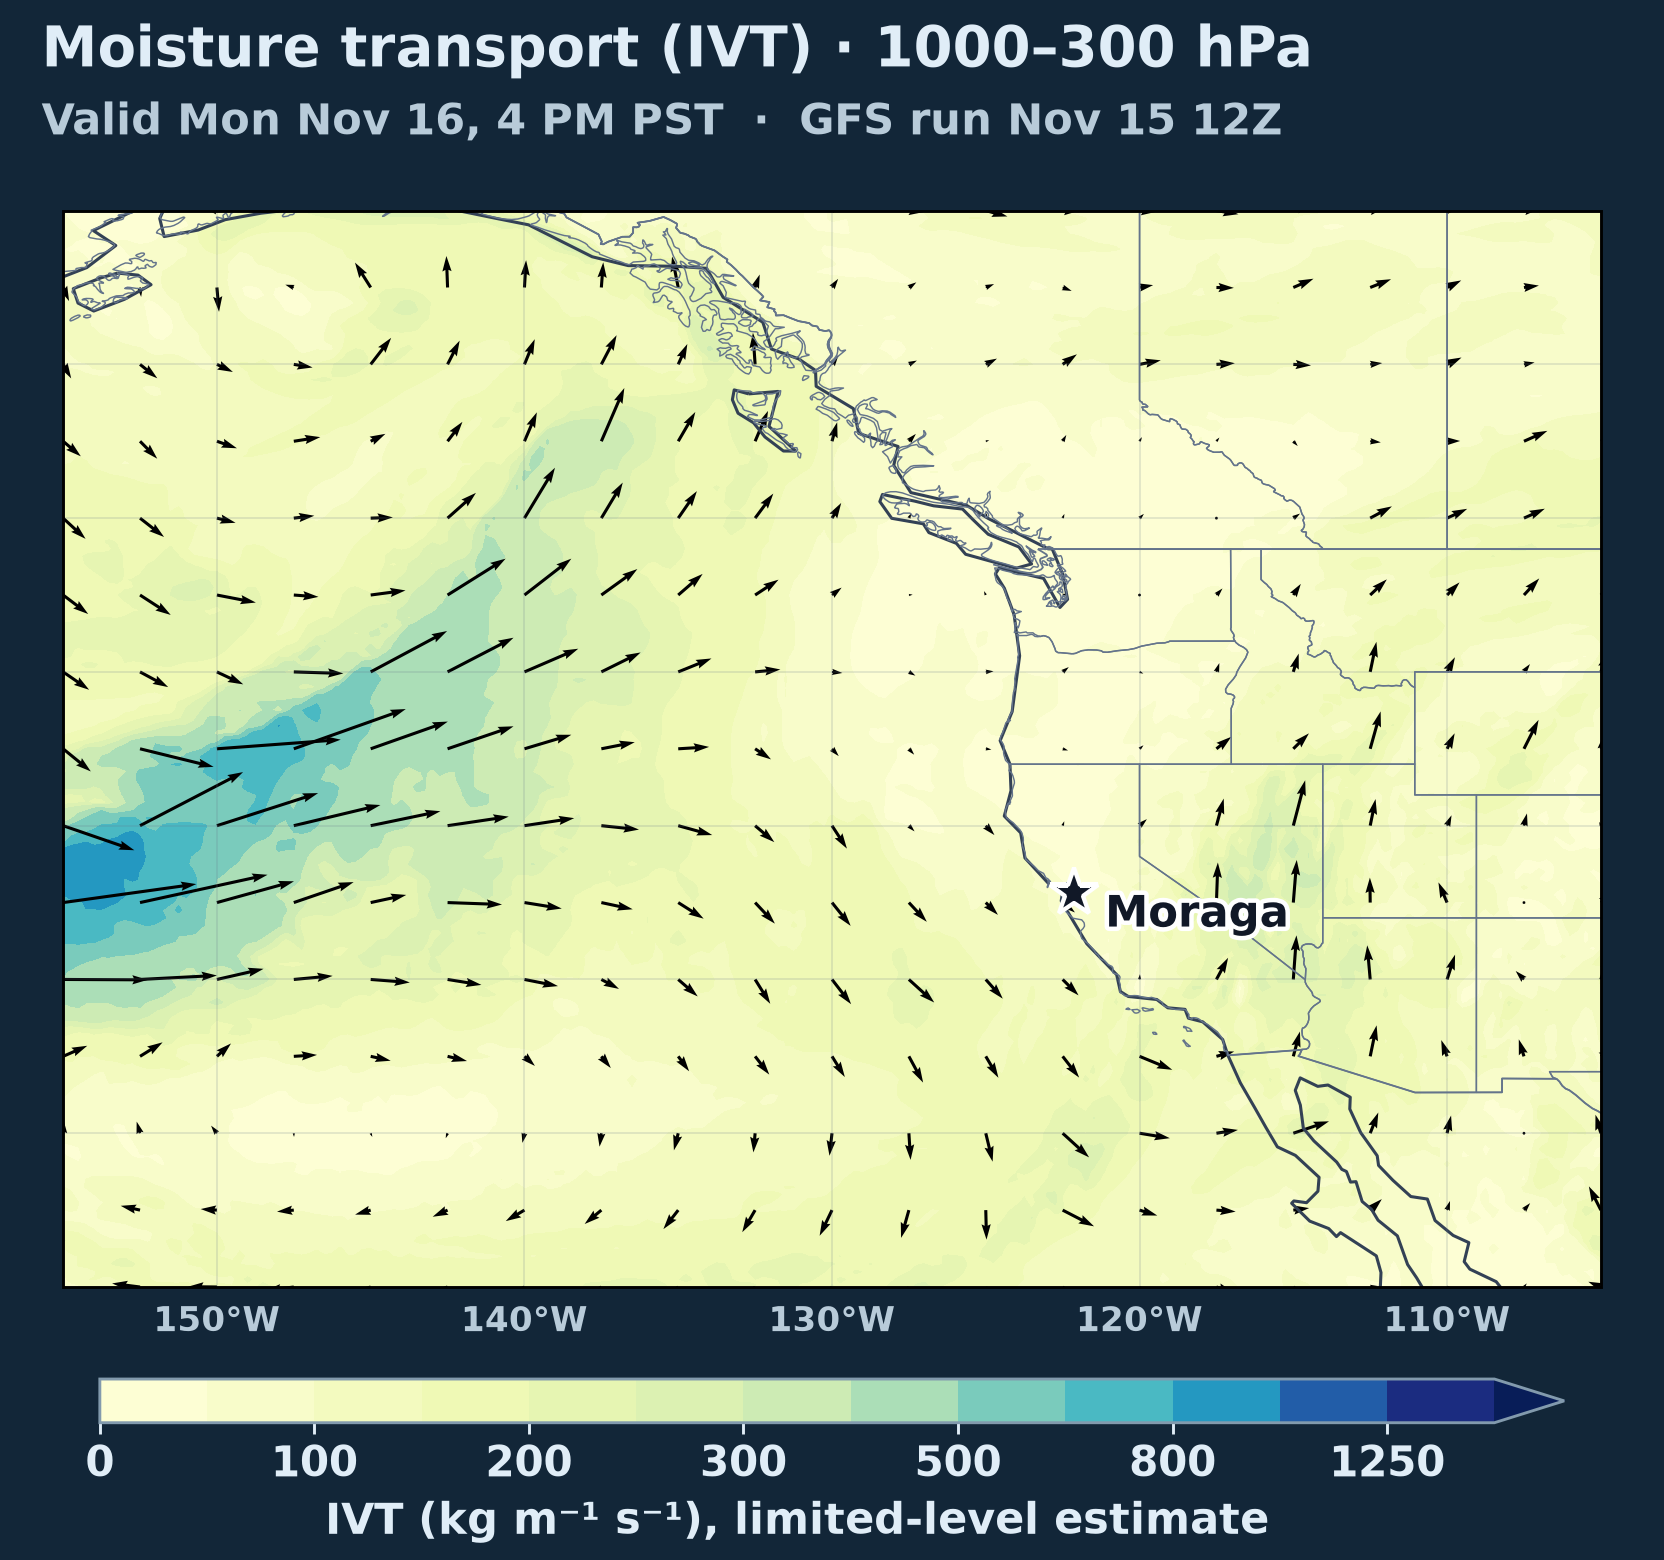 Moisture transport (IVT) · 1000–300 hPa
Valid Mon Nov 16, 4 PM PST · GFS run Nov 15 12Z
Moraga
150°W 140°W 130°W 120°W 110°W
0 100 200 300 500 800 1250
IVT (kg m⁻¹ s⁻¹), limited-level estimate